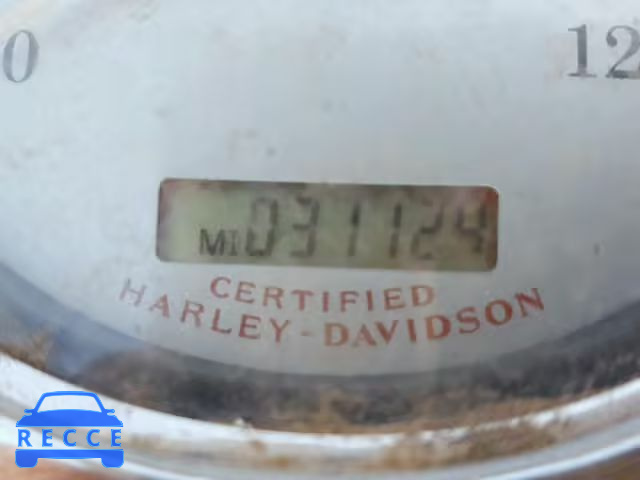 0 12
MI 031124
CERTIFIED
HARLEY-DAVIDSON
RECCE